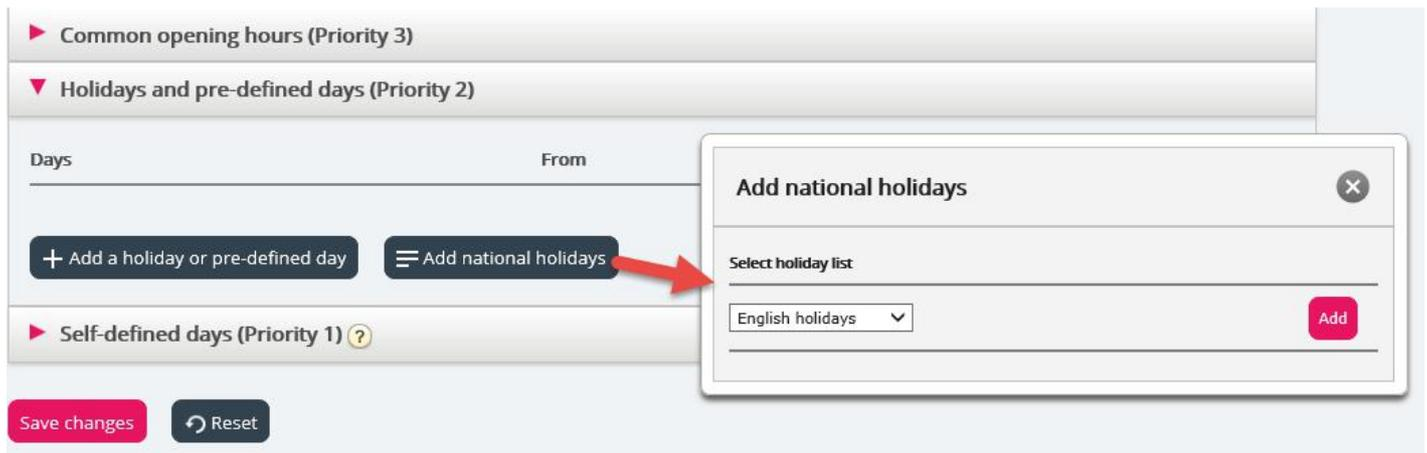 Common opening hours (Priority 3)
Holidays and pre-defined days (Priority 2)
Days From
Add a holiday or pre-defined day Add national holidays
Self-defined days (Priority 1) ?
Save changes Reset
Add national holidays
Select holiday list
English holidays Add